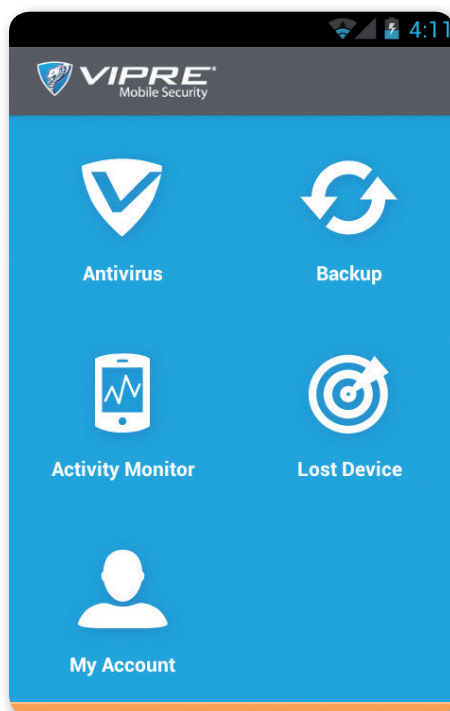 4:11
VIPRE®
Mobile Security
Antivirus
Backup
Activity Monitor
Lost Device
My Account